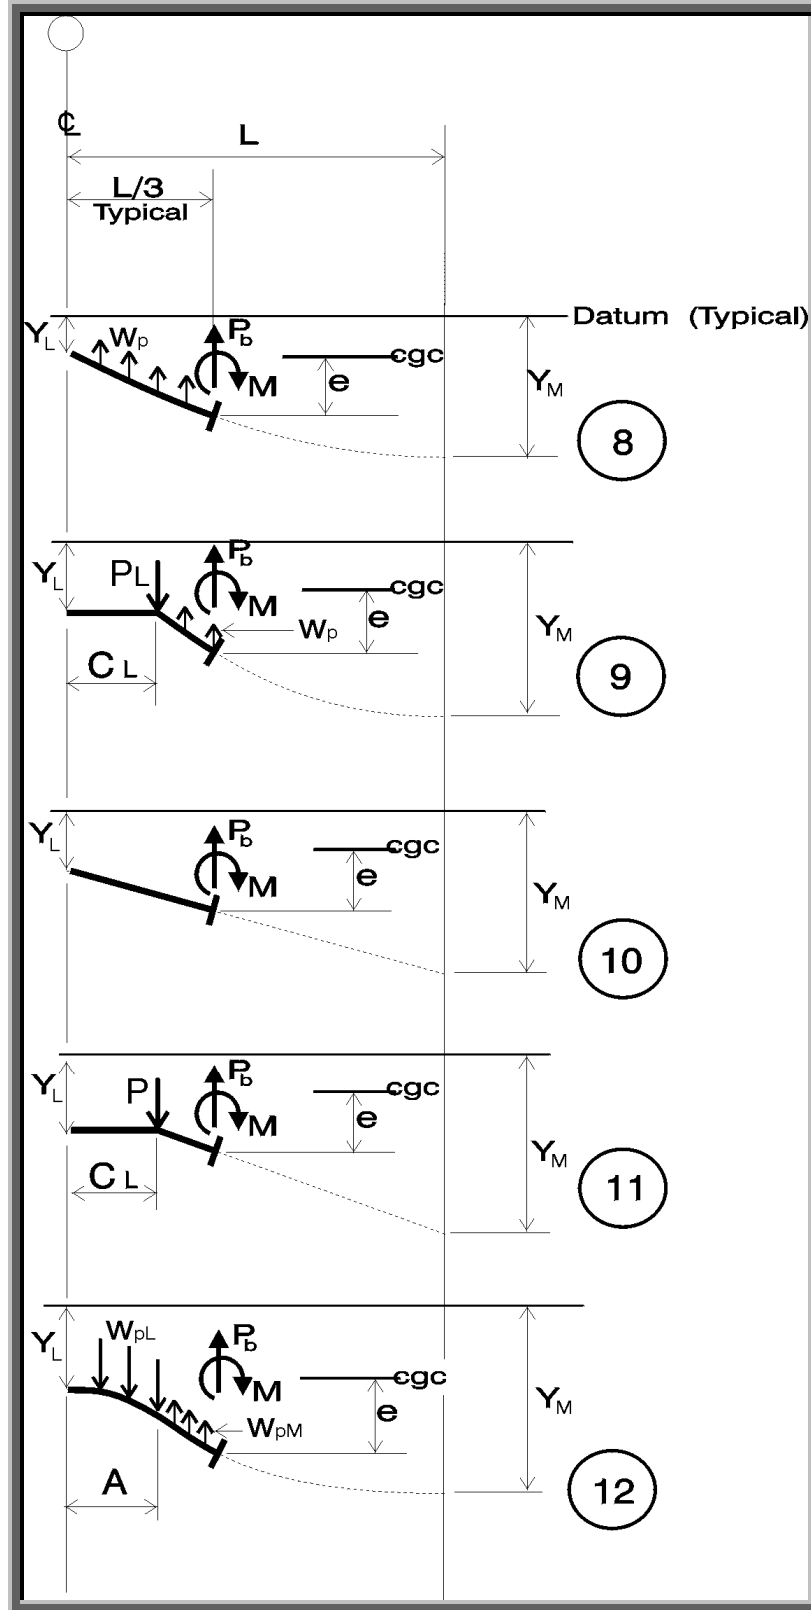 ℄
L
L/3
Typical
Datum (Typical)
YL
Wp
Pb
M
cgc
e
YM
8
YL
PL
Pb
M
cgc
e
Wp
CL
YM
9
YL
Pb
M
cgc
e
YM
10
YL
P
Pb
M
cgc
e
CL
YM
11
YL
WpL
Pb
M
cgc
e
WpM
YM
A
12